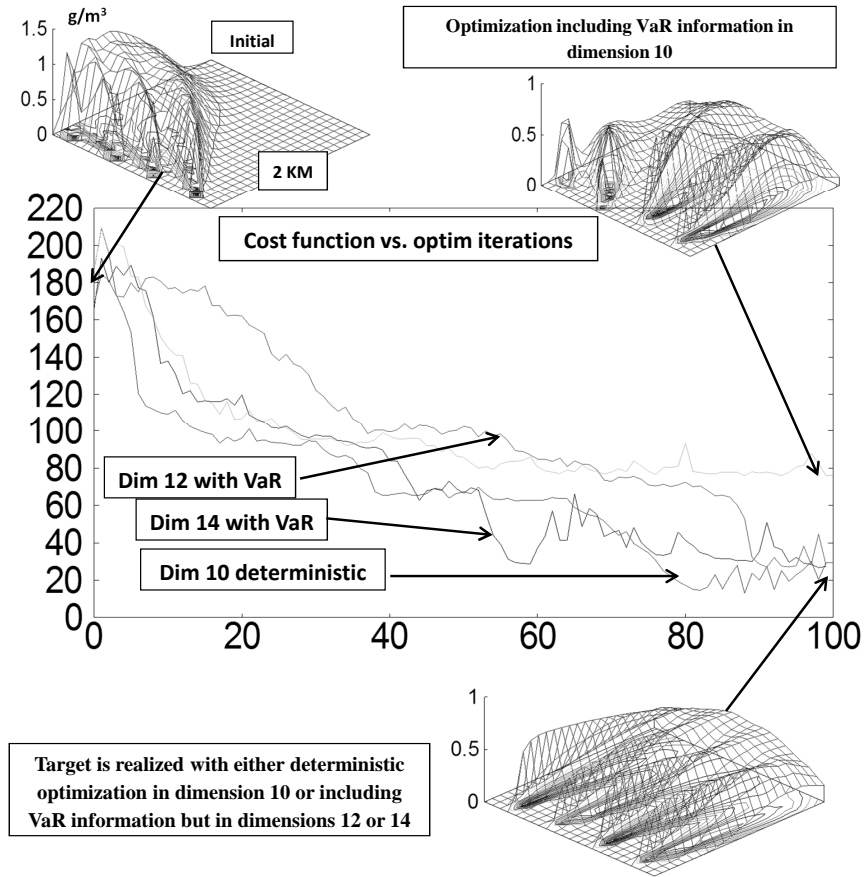 g/m³
1.5
1
0.5
0
Initial
2 KM
Optimization including VaR information in
dimension 10
1
0.5
0
220
200
180
160
140
120
100
80
60
40
20
0
Cost function vs. optim iterations
Dim 12 with VaR
Dim 14 with VaR
Dim 10 deterministic
0
20
40
60
80
100
1
0.5
0
Target is realized with either deterministic
optimization in dimension 10 or including
VaR information but in dimensions 12 or 14